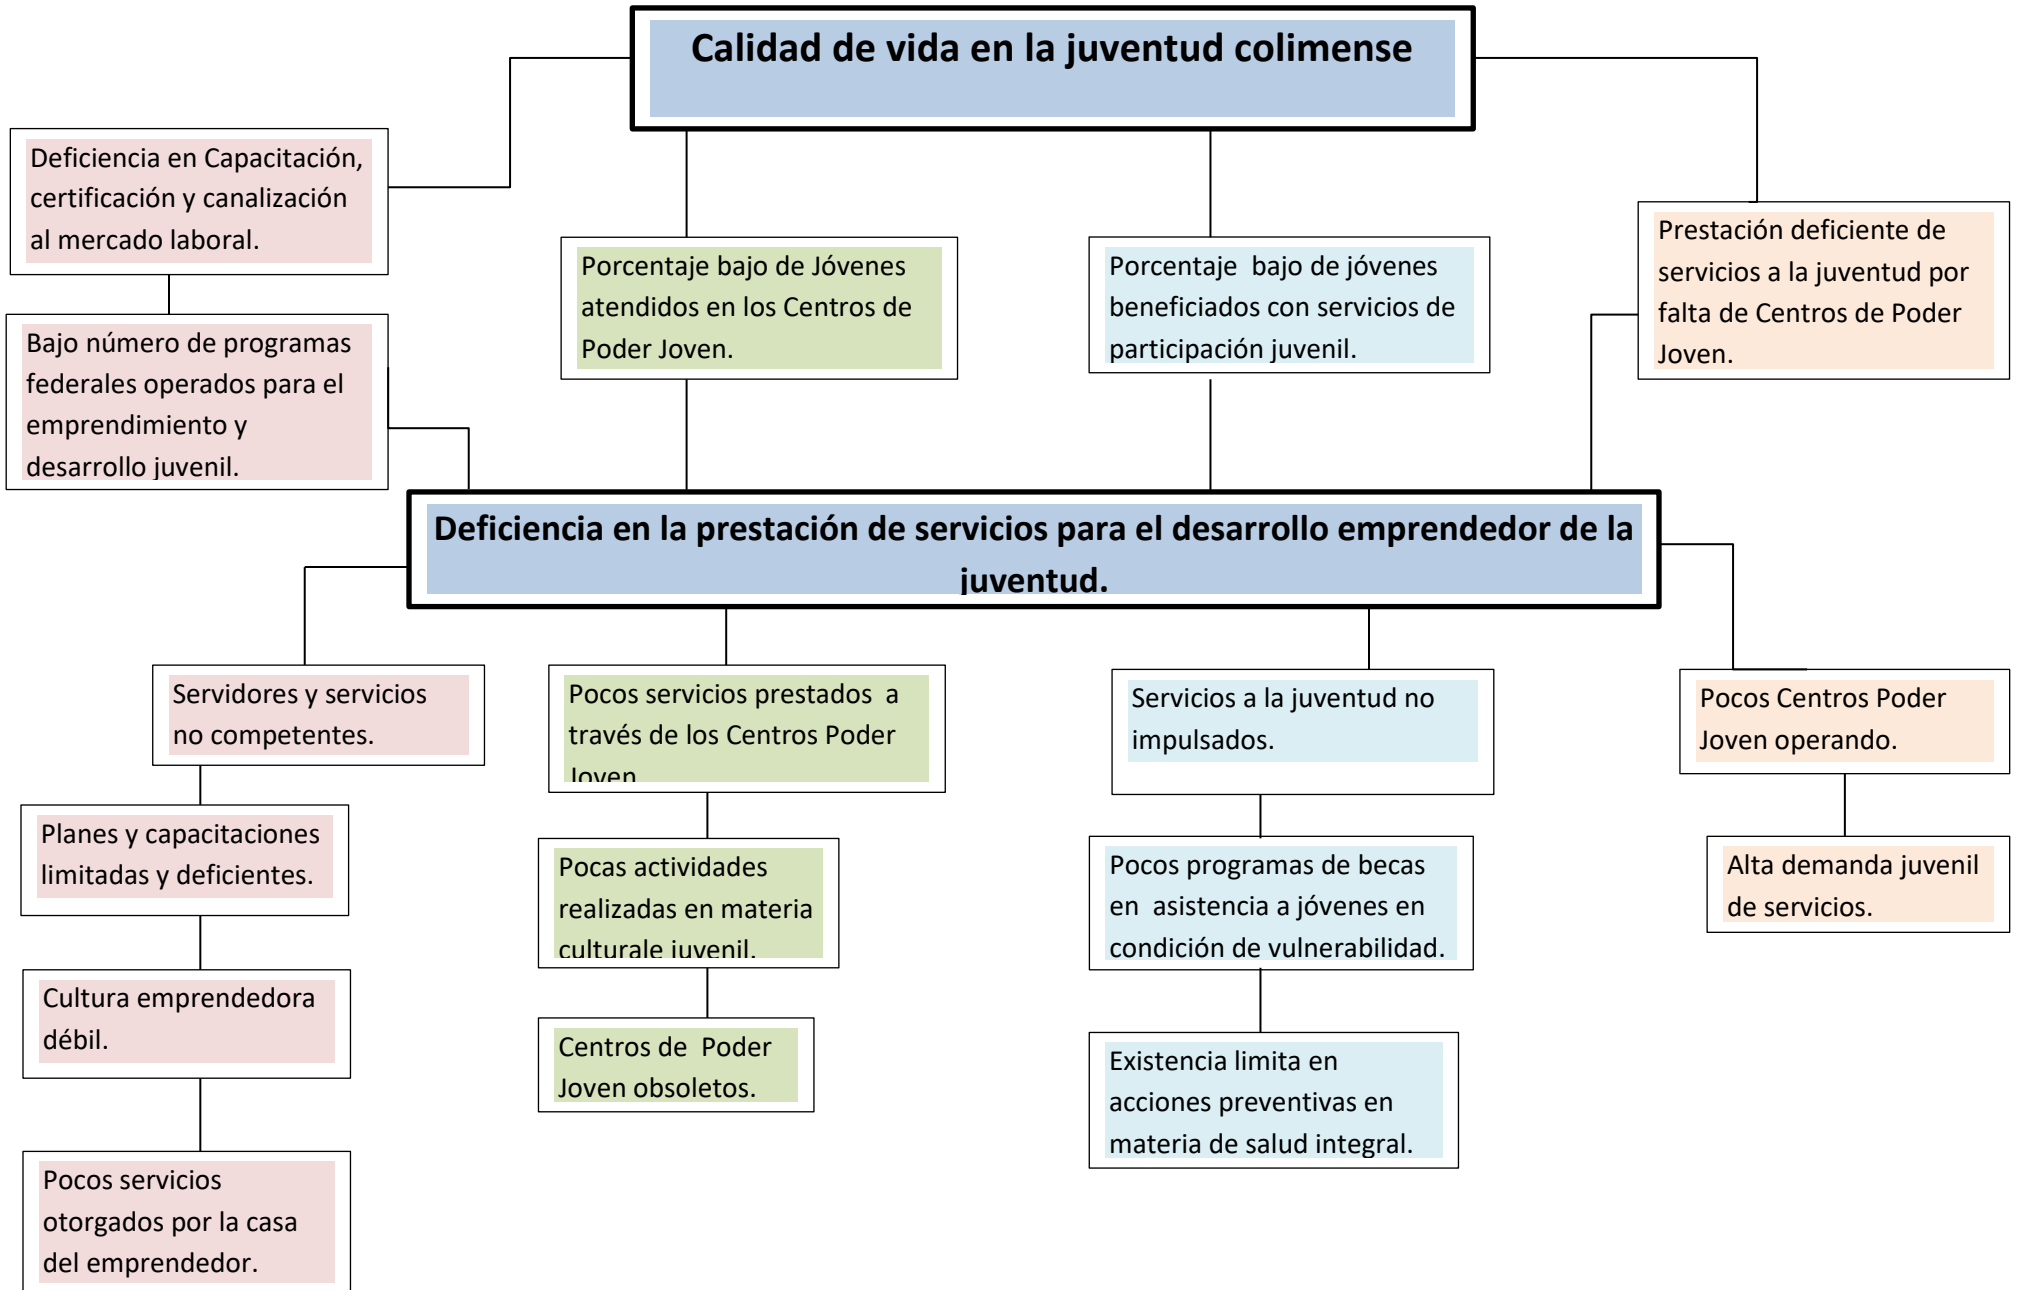 Calidad de vida en la juventud colimense
Deficiencia en Capacitación,
certificación y canalización
al mercado laboral.
Bajo número de programas
federales operados para el
emprendimiento y
desarrollo juvenil.
Porcentaje bajo de Jóvenes
atendidos en los Centros de
Poder Joven.
Porcentaje  bajo de jóvenes
beneficiados con servicios de
participación juvenil.
Prestación deficiente de
servicios a la juventud por
falta de Centros de Poder
Joven.
Deficiencia en la prestación de servicios para el desarrollo emprendedor de la
juventud.
Servidores y servicios
no competentes.
Planes y capacitaciones
limitadas y deficientes.
Cultura emprendedora
débil.
Pocos servicios
otorgados por la casa
del emprendedor.
Pocos servicios prestados  a
través de los Centros Poder
Joven
Pocas actividades
realizadas en materia
culturale juvenil.
Centros de  Poder
Joven obsoletos.
Servicios a la juventud no
impulsados.
Pocos programas de becas
en  asistencia a jóvenes en
condición de vulnerabilidad.
Existencia limita en
acciones preventivas en
materia de salud integral.
Pocos Centros Poder
Joven operando.
Alta demanda juvenil
de servicios.